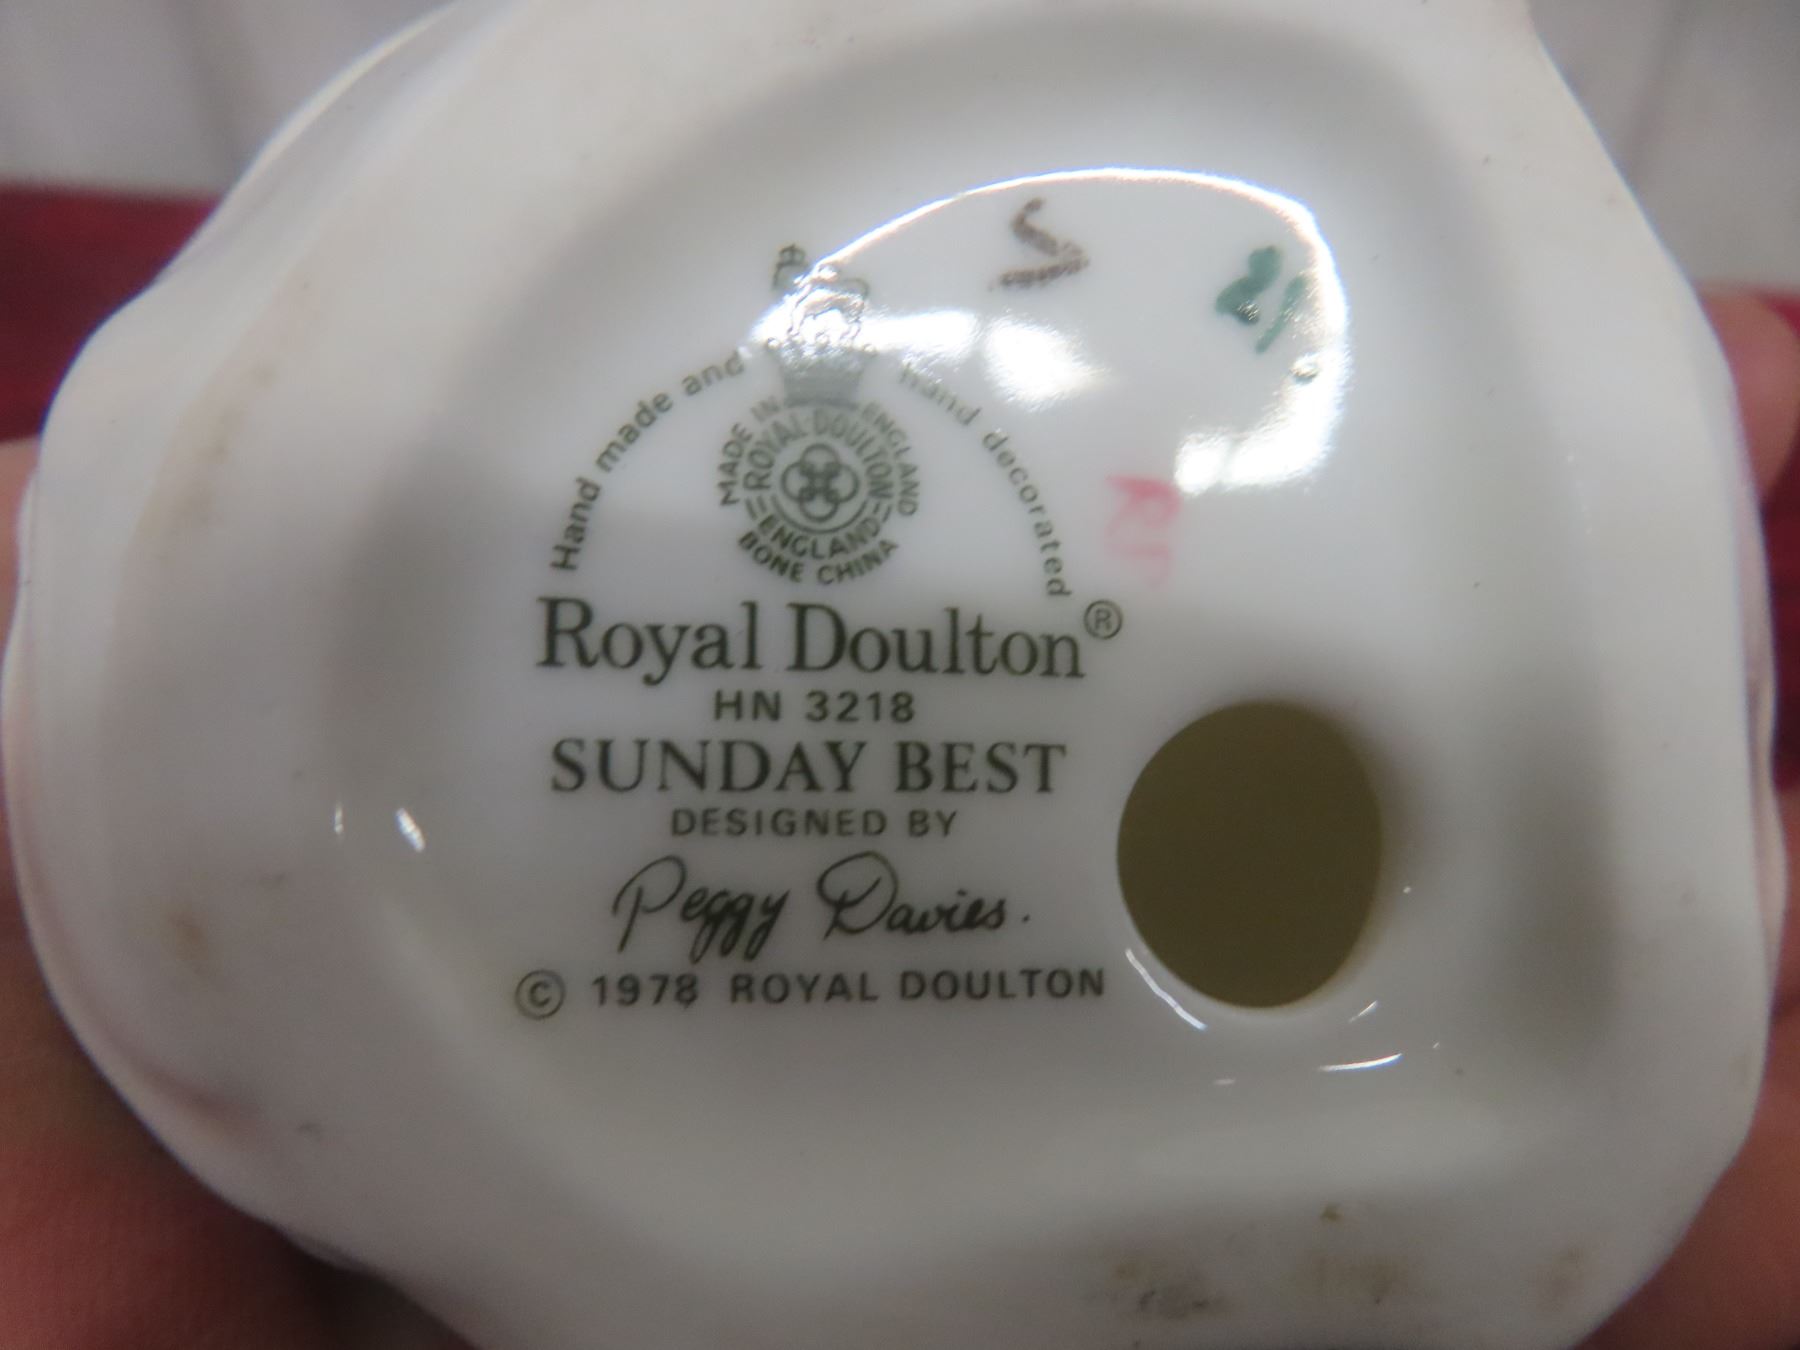 Hand made and hand decorated
MADE IN ENGLAND
ROYAL DOULTON
ENGLAND
BONE CHINA
Royal Doulton®
HN 3218
SUNDAY BEST
DESIGNED BY
Peggy Davies.
© 1978 ROYAL DOULTON